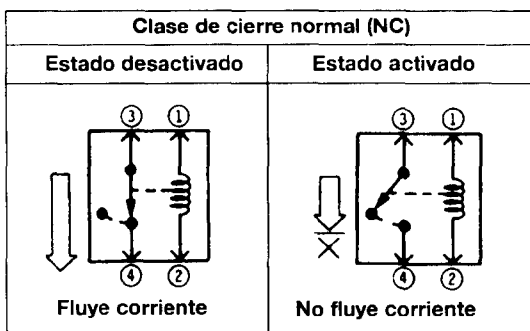 Clase de cierre normal (NC)
Estado desactivado Estado activado
3 1 3 1
4 2 4 2
Fluye corriente No fluye corriente